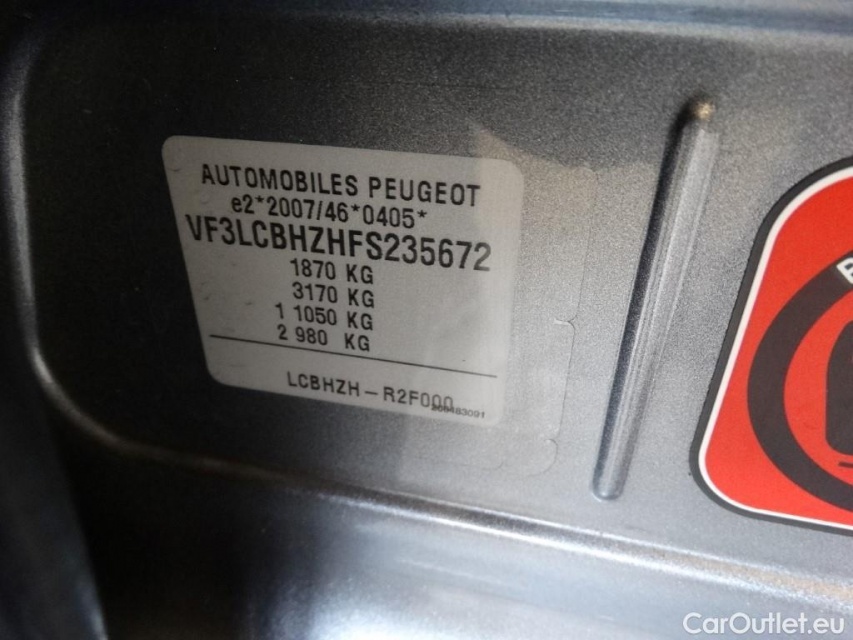 AUTOMOBILES PEUGEOT
e2*2007/46*0405*
VF3LCBHZHFS235672
1870 KG
3170 KG
1 1050 KG
2 980 KG
LCBHZH-R2F000
CarOutlet.eu